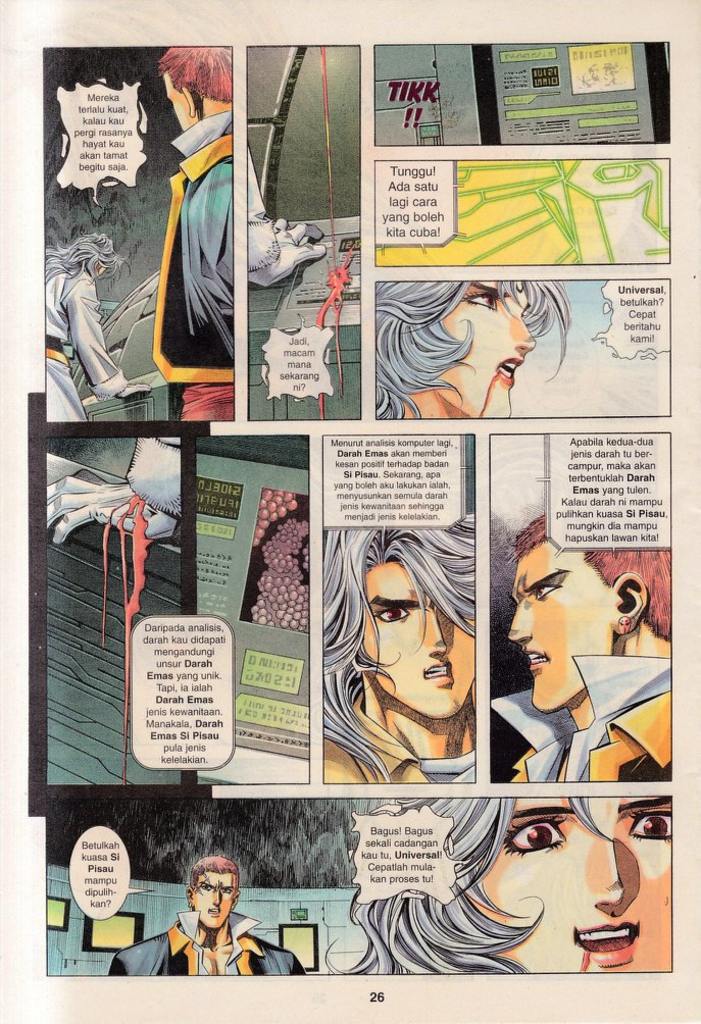 Mereka
terlalu kuat,
kalau kau
pergi rasanya
hayat kau
akan tamat
begitu saja.
Jadi,
macam
mana
sekarang
ni?
TIKK
!!
Tunggu!
Ada satu
lagi cara
yang boleh
kita cuba!
Universal,
betulkah?
Cepat
beritahu
kami!
Daripada analisis,
darah kau didapati
mengandungi
unsur Darah
Emas yang unik.
Tapi, ia ialah
Darah Emas
jenis kewanitaan.
Manakala, Darah
Emas Si Pisau
pula jenis
kelelakian.
Menurut analisis komputer lagi,
Darah Emas akan memberi
kesan positif terhadap badan
Si Pisau. Sekarang, apa
yang boleh aku lakukan ialah,
menyusunkan semula darah
jenis kewanitaan sehingga
menjadi jenis kelelakian.
Apabila kedua-dua
jenis darah tu ber-
campur, maka akan
terbentuklah Darah
Emas yang tulen.
Kalau darah ni mampu
pulihkan kuasa Si Pisau,
mungkin dia mampu
hapuskan lawan kita!
Betulkah
kuasa Si
Pisau
mampu
dipulih-
kan?
Bagus! Bagus
sekali cadangan
kau tu, Universal!
Cepatlah mula-
kan proses tu!
26